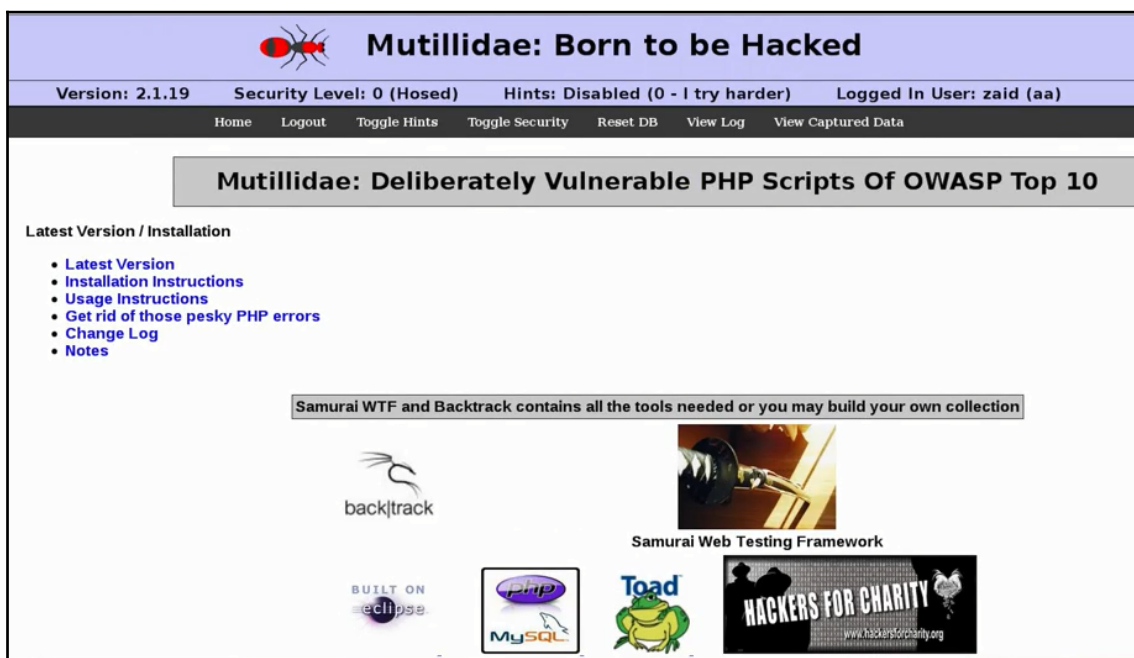 Mutillidae: Born to be Hacked
Version: 2.1.19 Security Level: 0 (Hosed) Hints: Disabled (0 - I try harder) Logged In User: zaid (aa)
Home Logout Toggle Hints Toggle Security Reset DB View Log View Captured Data
Mutillidae: Deliberately Vulnerable PHP Scripts Of OWASP Top 10
Latest Version / Installation
Latest Version
Installation Instructions
Usage Instructions
Get rid of those pesky PHP errors
Change Log
Notes
Samurai WTF and Backtrack contains all the tools needed or you may build your own collection
back|track
Samurai Web Testing Framework
BUILT ON
eclipse
php
MySQL
Toad
HACKERS FOR CHARITY
www.hackersforcharity.org